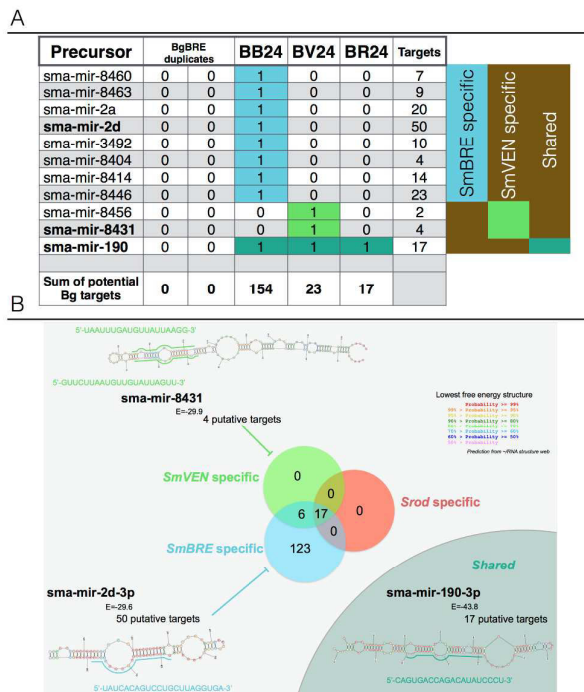 A
Precursor BgBRE duplicates BB24 BV24 BR24 Targets
sma-mir-8460 0 0 1 0 0 7
sma-mir-8463 0 0 1 0 0 9
sma-mir-2a 0 0 1 0 0 20
sma-mir-2d 0 0 1 0 0 50
sma-mir-3492 0 0 1 0 0 10
sma-mir-8404 0 0 1 0 0 4
sma-mir-8414 0 0 1 0 0 14
sma-mir-8446 0 0 1 0 0 23
sma-mir-8456 0 0 0 1 0 2
sma-mir-8431 0 0 0 1 0 4
sma-mir-190 0 0 1 1 1 17
Sum of potential Bg targets 0 0 154 23 17
SmBRE specific
SmVEN specific
Shared
B
5'-UAAUUUGAUGUUAUUAAGG-3'
5'-GUUCUUAAUGUUGUAUUAGUU-3'
sma-mir-8431
E=-29.9
4 putative targets
Lowest free energy structure
Probability >= 99%
Prediction from mRNA structure web
SmVEN specific
0
0
Srod specific
0
6 17
0
SmBRE specific
123
sma-mir-2d-3p
E=-29.6
50 putative targets
5'-UAUCACAGUCCUGCUUAGGUGA-3'
Shared
sma-mir-190-3p
E=-43.8
17 putative targets
5'-CAGUGACCAGACAUAUCCCU-3'